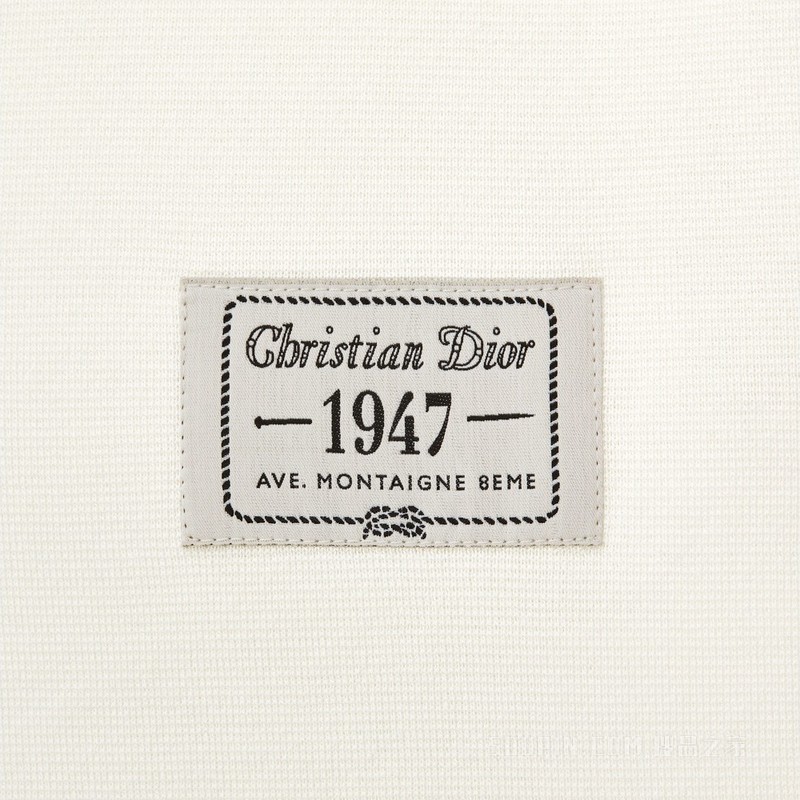 Christian Dior
1947
AVE. MONTAIGNE 8EME